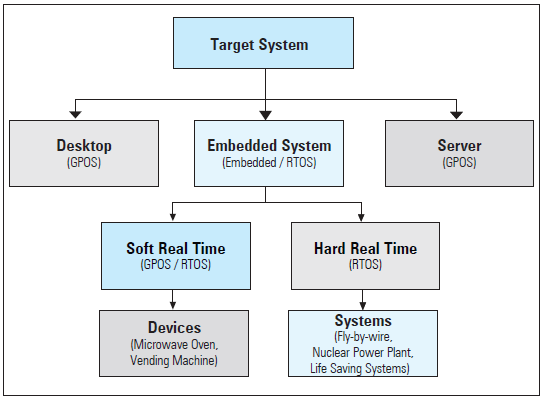 Target System
Desktop
(GPOS)
Embedded System
(Embedded / RTOS)
Server
(GPOS)
Soft Real Time
(GPOS / RTOS)
Hard Real Time
(RTOS)
Devices
(Microwave Oven,
Vending Machine)
Systems
(Fly-by-wire,
Nuclear Power Plant,
Life Saving Systems)